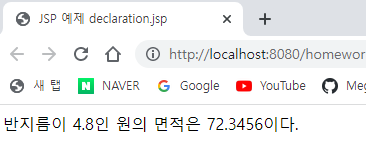 JSP 예제 declaration.jsp
http://localhost:8080/homewor
새 탭 NAVER Google YouTube Me
반지름이 4.8인 원의 면적은 72.3456이다.